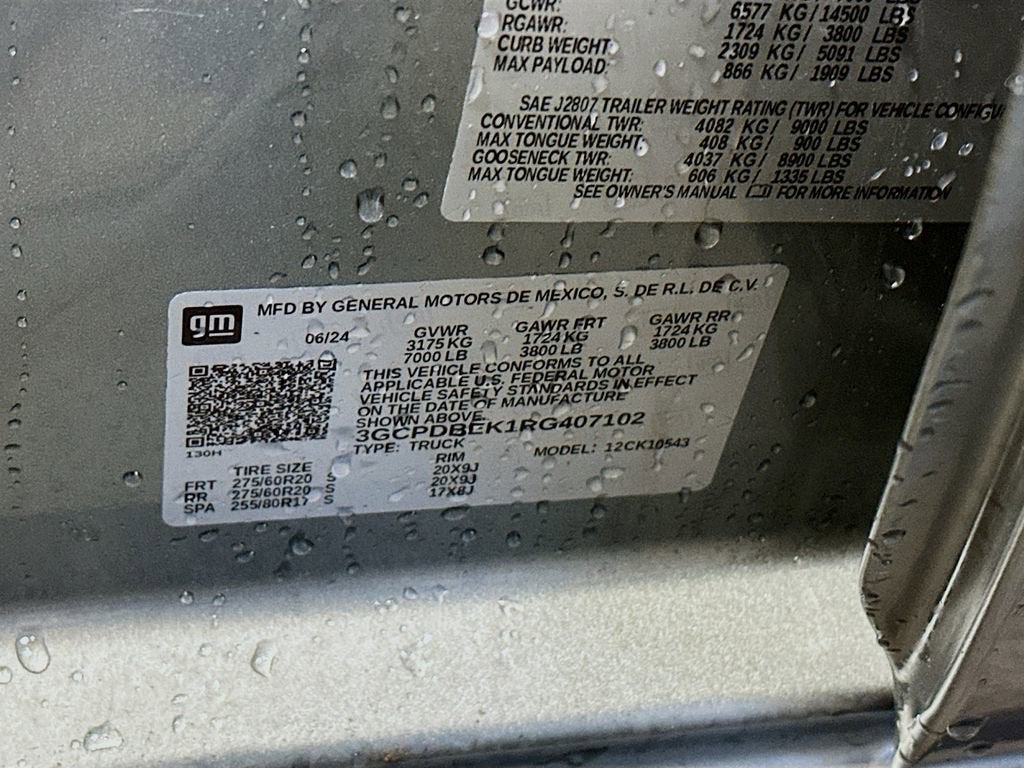 GCWR: 6577 KG/14500 LBS
RGAWR: 1724 KG/ 3800 LBS
CURB WEIGHT: 2309 KG/ 5091 LBS
MAX PAYLOAD: 866 KG/ 1909 LBS
SAE J2807 TRAILER WEIGHT RATING (TWR) FOR VEHICLE
CONVENTIONAL TWR: 4082 KG/ 9000 LBS
MAX TONGUE WEIGHT: 408 KG/ 900 LBS
GOOSENECK TWR: 4037 KG/ 8900 LBS
MAX TONGUE WEIGHT: 606 KG/ 1335 LBS
SEE OWNER'S MANUAL FOR MORE INFORMATION
gm
MFD BY GENERAL MOTORS DE MEXICO, S. DE R.L. DE C.V.
06/24 GVWR GAWR FRT GAWR RR
3175 KG 1724 KG 1724 KG
7000 LB 3800 LB 3800 LB
THIS VEHICLE CONFORMS TO ALL
APPLICABLE U.S. FEDERAL MOTOR
VEHICLE SAFETY STANDARDS IN EFFECT
ON THE DATE OF MANUFACTURE
SHOWN ABOVE.
3GCPDBEK1RG407102
TYPE: TRUCK MODEL: 12CK10543
130H
TIRE SIZE RIM
FRT 275/60R20 S 20X9J
RR 275/60R20 S 20X9J
SPA 255/80R17 S 17X8J